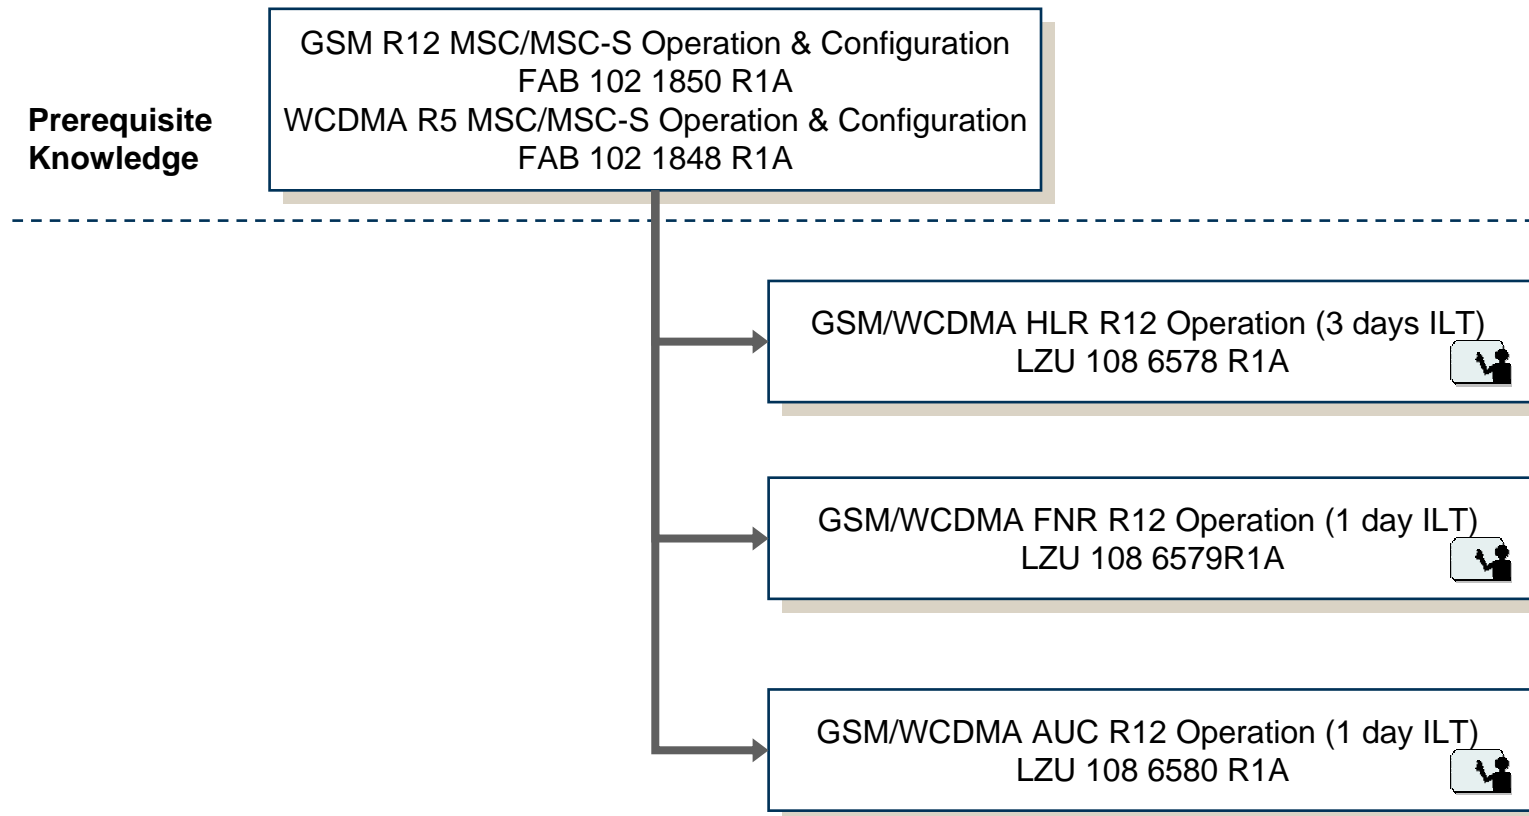 GSM R12 MSC/MSC-S Operation & Configuration
FAB 102 1850 R1A
WCDMA R5 MSC/MSC-S Operation & Configuration
FAB 102 1848 R1A
Prerequisite
Knowledge
GSM/WCDMA HLR R12 Operation (3 days ILT)
LZU 108 6578 R1A
GSM/WCDMA FNR R12 Operation (1 day ILT)
LZU 108 6579R1A
GSM/WCDMA AUC R12 Operation (1 day ILT)
LZU 108 6580 R1A